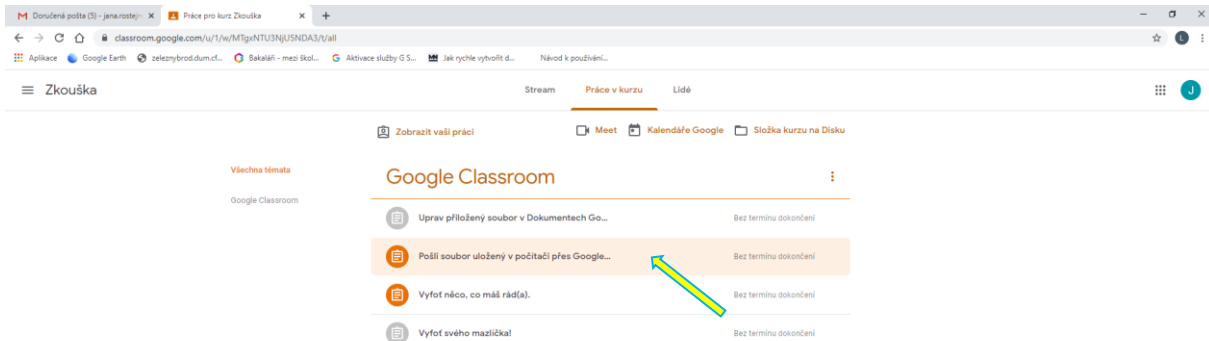 Doručená pošta (5) - jana.rostejn
Práce pro kurz Zkouška
classroom.google.com/u/1/w/MTgxNTU3NjU5NDA3/t/all
Aplikace Google Earth zeleznybrod.dum.cf... Bakaláři - mezi škol... Aktivace služby G S... Jak rychle vytvořit d... Návod k používání...
L
Zkouška Stream Práce v kurzu Lidé
J
Zobrazit vaši práci Meet Kalendáře Google Složka kurzu na Disku
Všechna témata
Google Classroom
Google Classroom
Uprav přiložený soubor v Dokumentech Go... Bez termínu dokončení
Pošli soubor uložený v počítači přes Google... Bez termínu dokončení
Vyfoť něco, co máš rád(a). Bez termínu dokončení
Vyfoť svého mazlíčka! Bez termínu dokončení